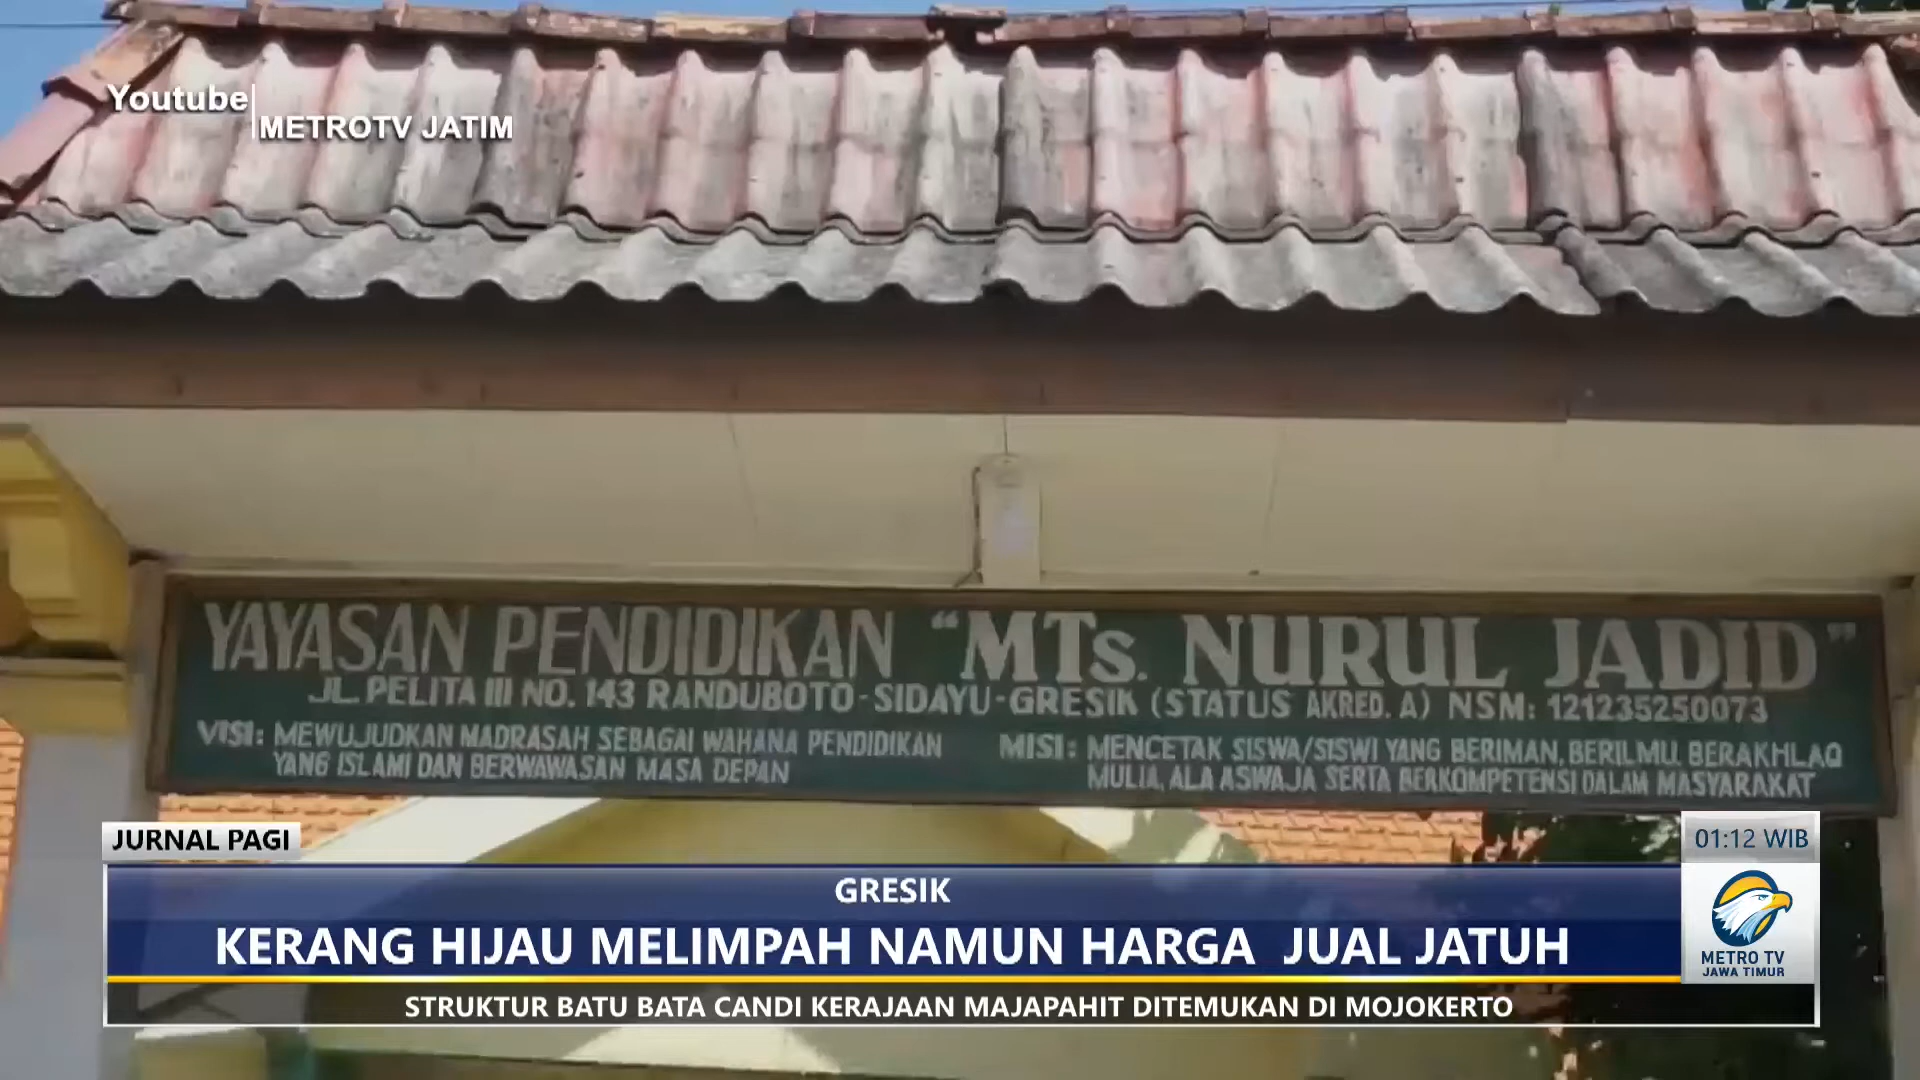 Youtube
METROTV JATIM
YAYASAN PENDIDIKAN "MTs. NURUL JADID"
JL. PELITA III NO. 143 RANDUBOTO-SIDAYU-GRESIK (STATUS AKRED. A) NSM: 121235250073
VISI: MEWUJUDKAN MADRASAH SEBAGAI WAHANA PENDIDIKAN
YANG ISLAMI DAN BERWAWASAN MASA DEPAN
MISI: MENCETAK SISWA/SISWI YANG BERIMAN, BERILMU, BERAKHLAQ
MULIA, ALA ASWAJA SERTA BERKOMPETENSI DALAM MASYARAKAT
JURNAL PAGI
01:12 WIB
GRESIK
KERANG HIJAU MELIMPAH NAMUN HARGA JUAL JATUH
METRO TV
JAWA TIMUR
STRUKTUR BATU BATA CANDI KERAJAAN MAJAPAHIT DITEMUKAN DI MOJOKERTO